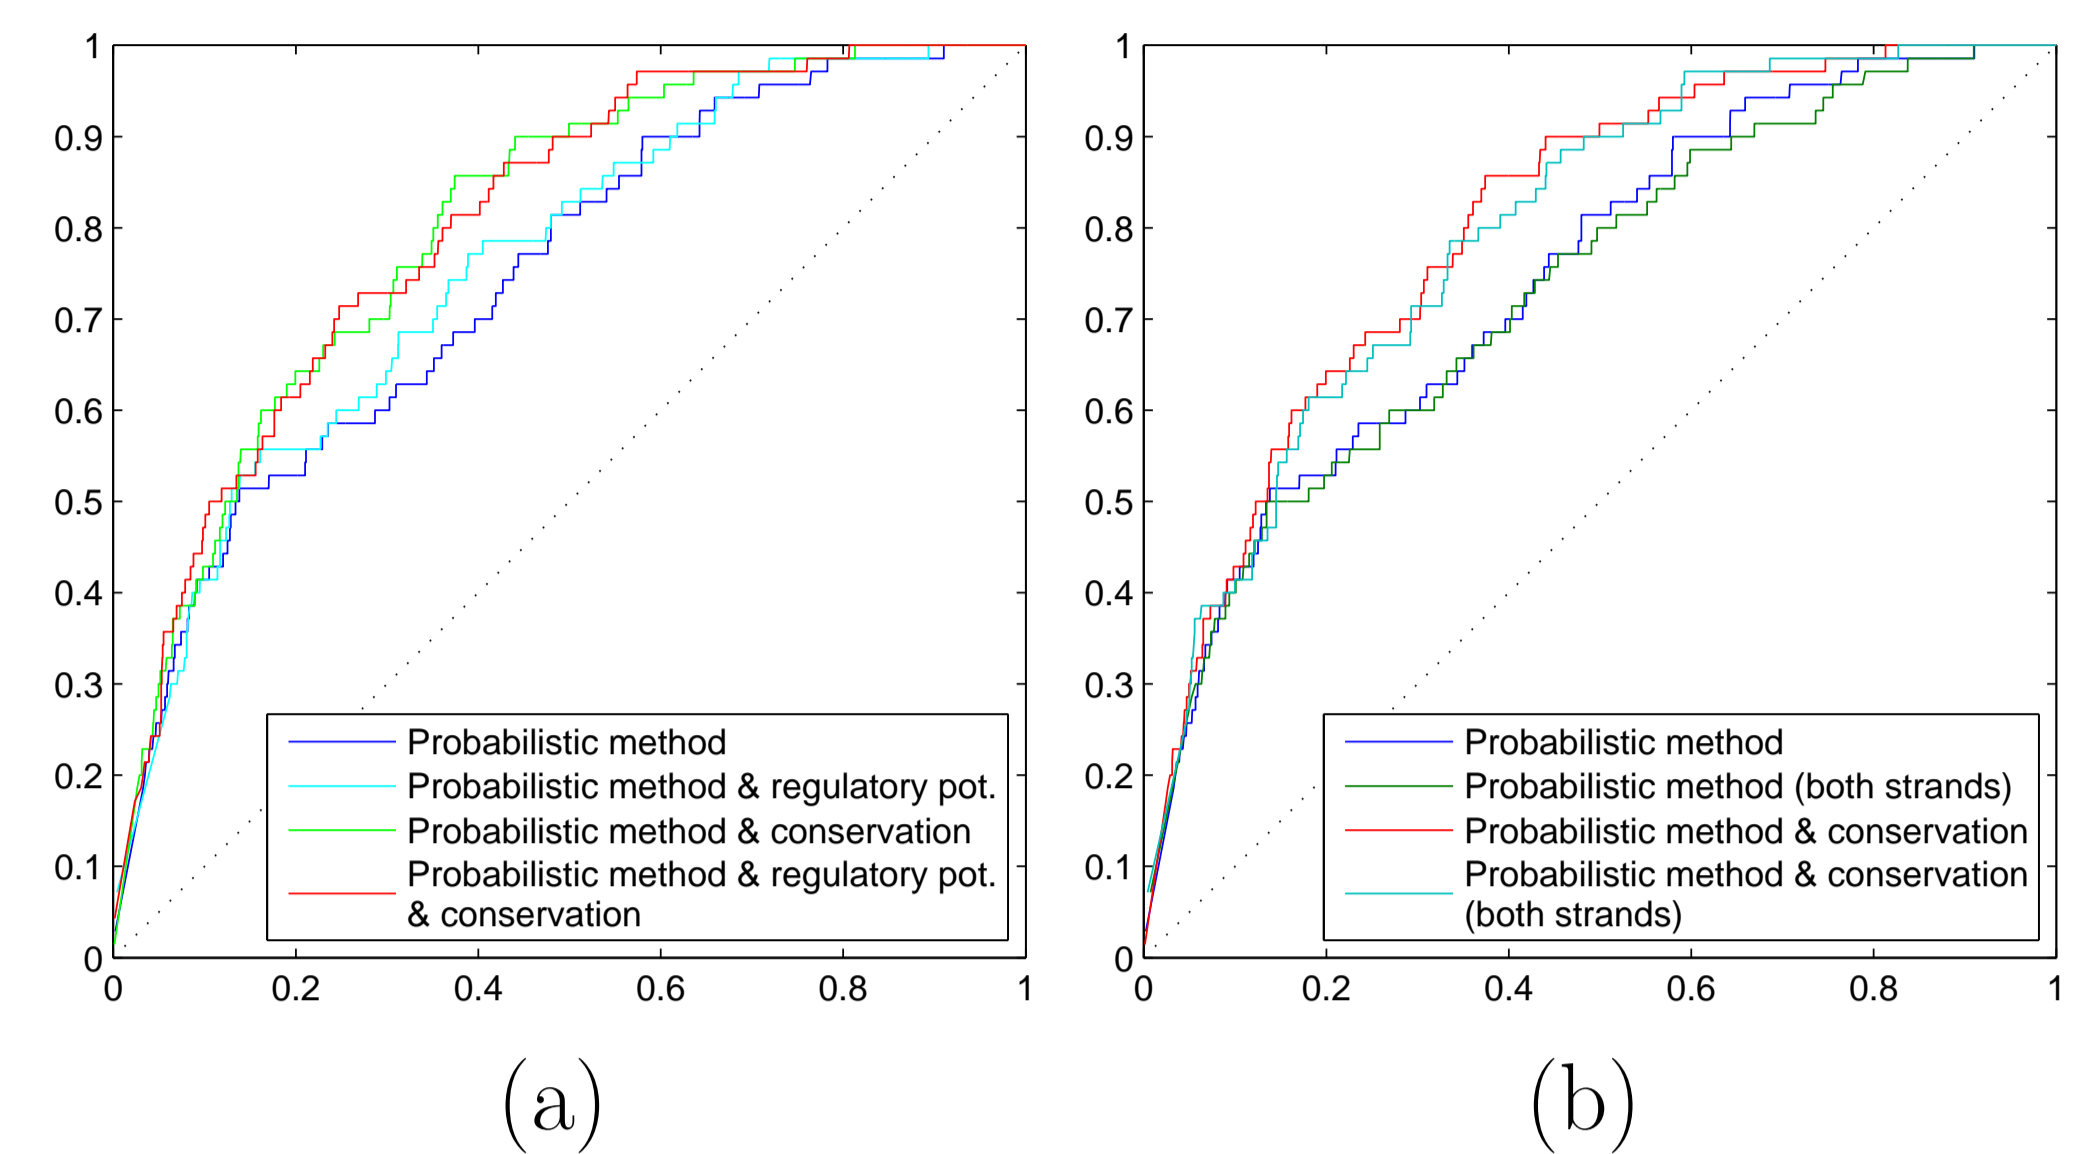 1
0.9
0.8
0.7
0.6
0.5
0.4
0.3
0.2
0.1
0
0 0.2 0.4 0.6 0.8 1
Probabilistic method
Probabilistic method & regulatory pot.
Probabilistic method & conservation
Probabilistic method & regulatory pot.
& conservation
(a)
1
0.9
0.8
0.7
0.6
0.5
0.4
0.3
0.2
0.1
0
0 0.2 0.4 0.6 0.8 1
Probabilistic method
Probabilistic method (both strands)
Probabilistic method & conservation
Probabilistic method & conservation
(both strands)
(b)